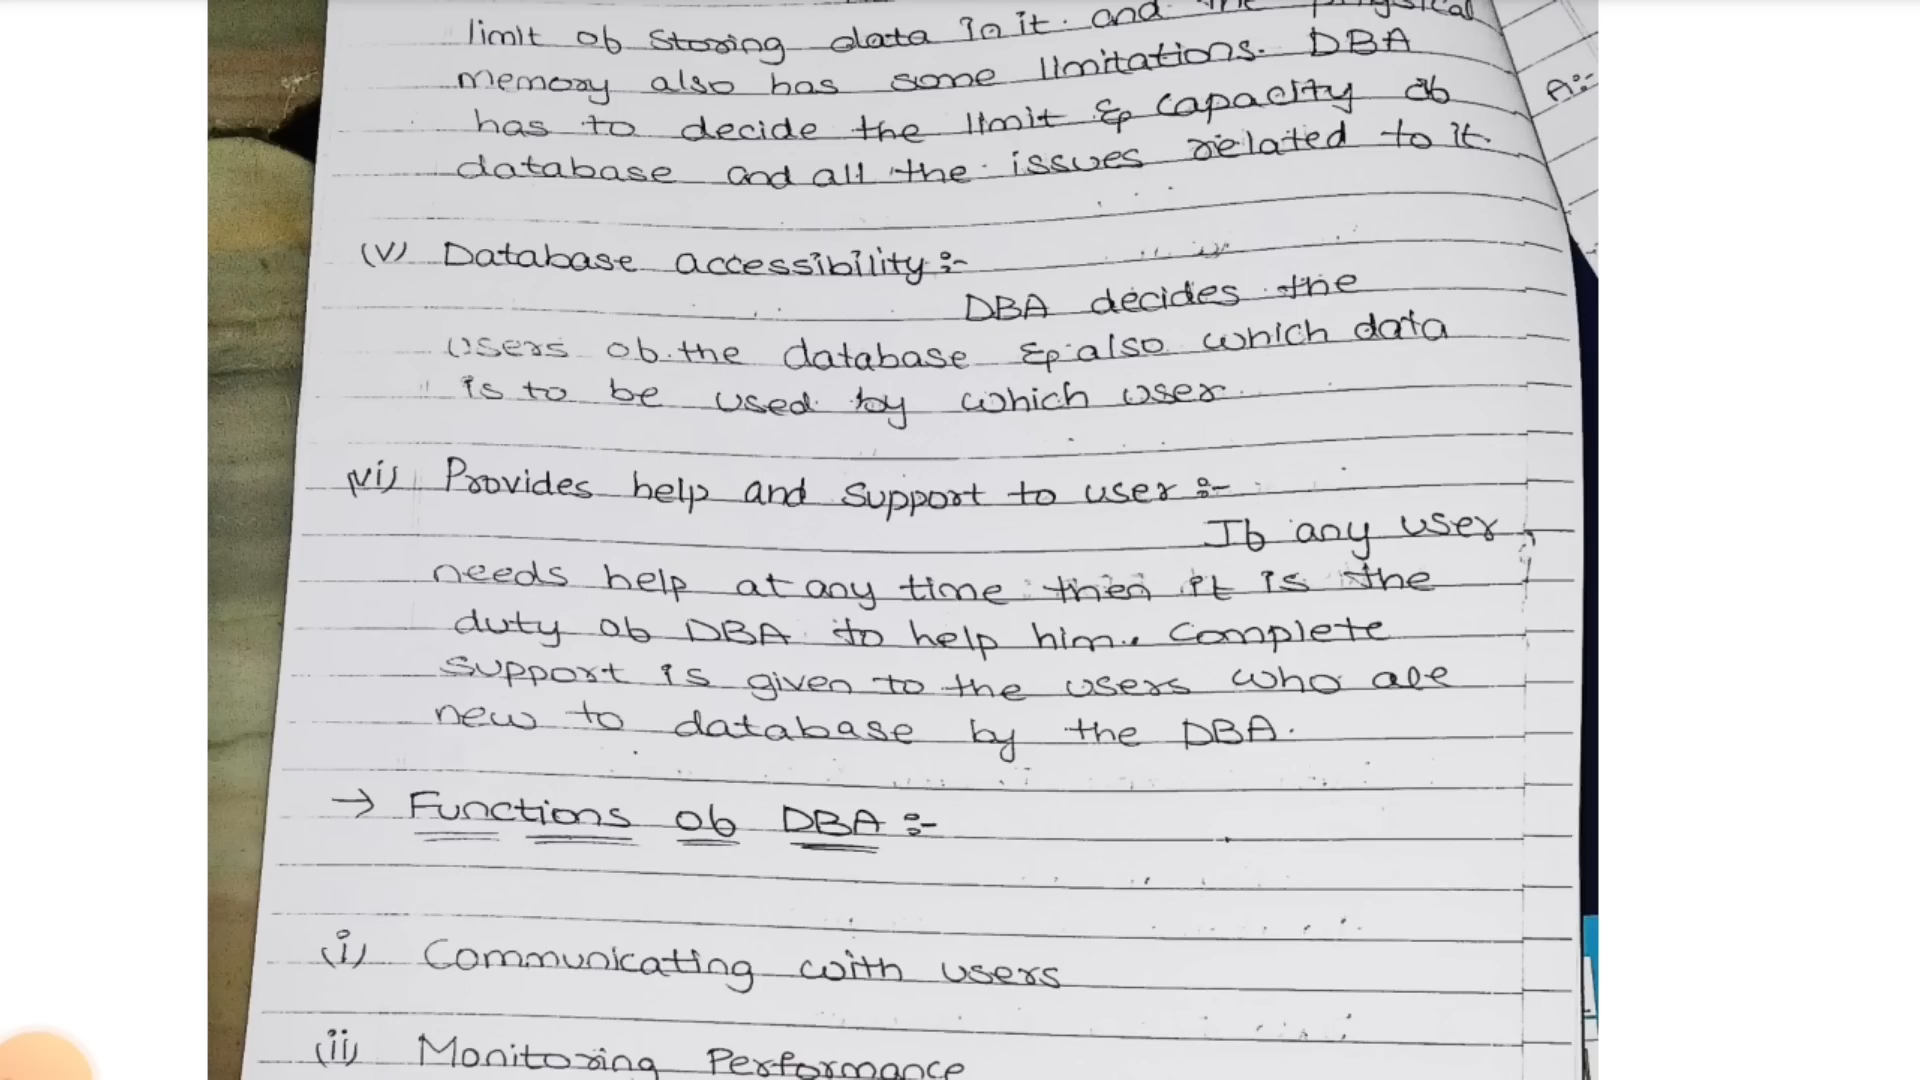 limit of storing data in it. and the physical
memory also has some limitations. DBA
has to decide the limit & capacity of
database and all the issues related to it.
A:-
(v) Database accessibility :-
DBA decides the
users of the database & also which data
is to be used by which user.
(vi) Provides help and support to user :-
If any user
needs help at any time then it is the
duty of DBA to help him. Complete
support is given to the users who are
new to database by the DBA.
→ Functions of DBA :-
(i) Communicating with users
(ii) Monitoring Performance